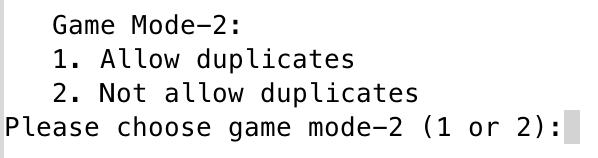 Game Mode-2:
1. Allow duplicates
2. Not allow duplicates
Please choose game mode-2 (1 or 2):